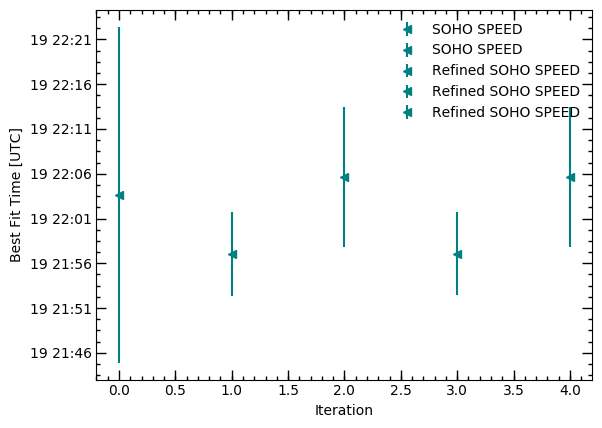 SOHO SPEED
SOHO SPEED
Refined SOHO SPEED
Refined SOHO SPEED
Refined SOHO SPEED
19 22:21
19 22:16
19 22:11
19 22:06
19 22:01
19 21:56
19 21:51
19 21:46
Best Fit Time [UTC]
0.0 0.5 1.0 1.5 2.0 2.5 3.0 3.5 4.0
Iteration